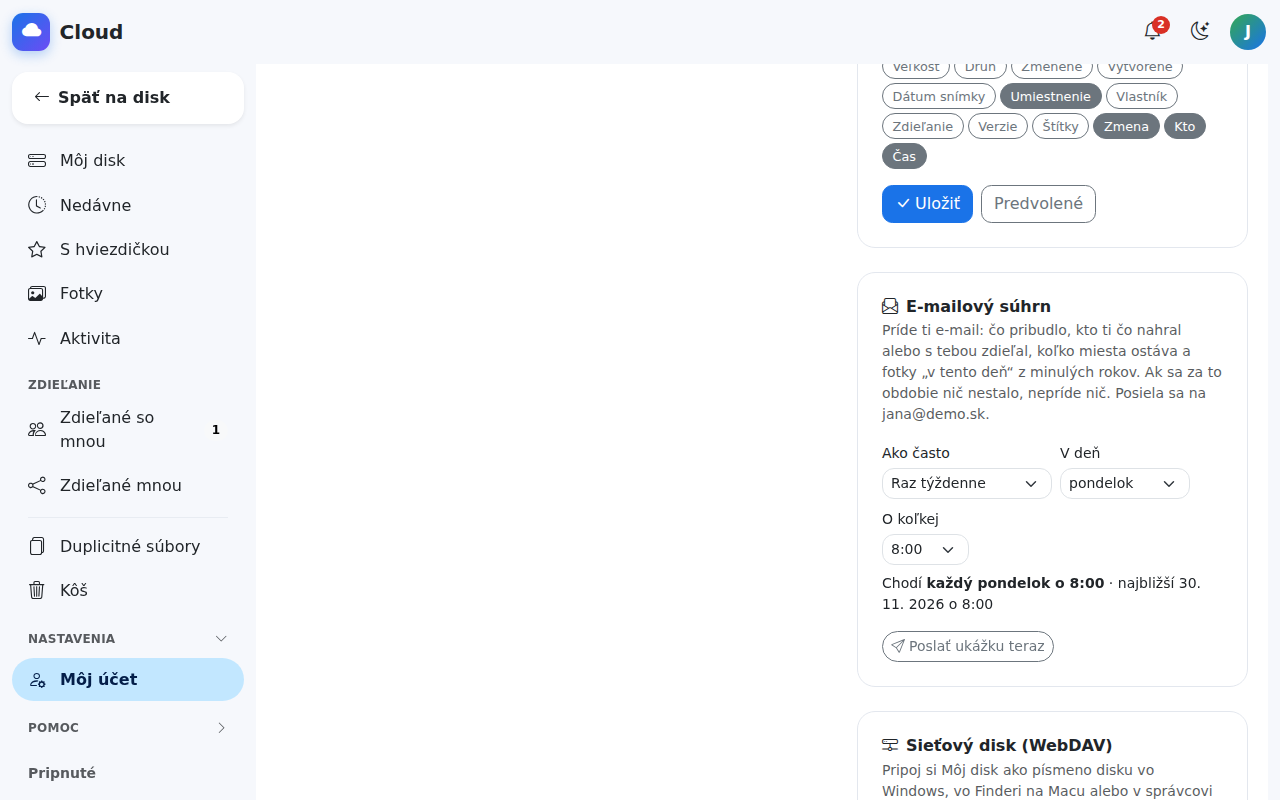 Cloud
2
J
Späť na disk
Môj disk
Nedávne
S hviezdičkou
Fotky
Aktivita
ZDIEĽANIE
Zdieľané so
mnou
1
Zdieľané mnou
Duplicitné súbory
Kôš
NASTAVENIA
Môj účet
POMOC
Pripnuté
Veľkosť Druh Zmenené Vytvorené
Dátum snímky Umiestnenie Vlastník
Zdieľanie Verzie Štítky Zmena Kto
Čas
Uložiť Predvolené
E-mailový súhrn
Príde ti e-mail: čo pribudlo, kto ti čo nahral
alebo s tebou zdieľal, koľko miesta ostáva a
fotky „v tento deň“ z minulých rokov. Ak sa za to
obdobie nič nestalo, nepríde nič. Posiela sa na
jana@demo.sk.
Ako často V deň
Raz týždenne pondelok
O koľkej
8:00
Chodí každý pondelok o 8:00 · najbližší 30.
11. 2026 o 8:00
Poslať ukážku teraz
Sieťový disk (WebDAV)
Pripoj si Môj disk ako písmeno disku vo
Windows, vo Finderi na Macu alebo v správcovi